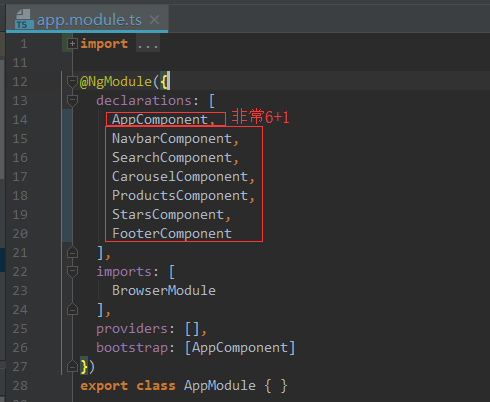 app.module.ts
TS
1 import ...
11
12 @NgModule({
13 declarations: [
14 AppComponent, 非常6+1
15 NavbarComponent,
16 SearchComponent,
17 CarouselComponent,
18 ProductsComponent,
19 StarsComponent,
20 FooterComponent
21 ],
22 imports: [
23 BrowserModule
24 ],
25 providers: [],
26 bootstrap: [AppComponent]
27 })
28 export class AppModule { }